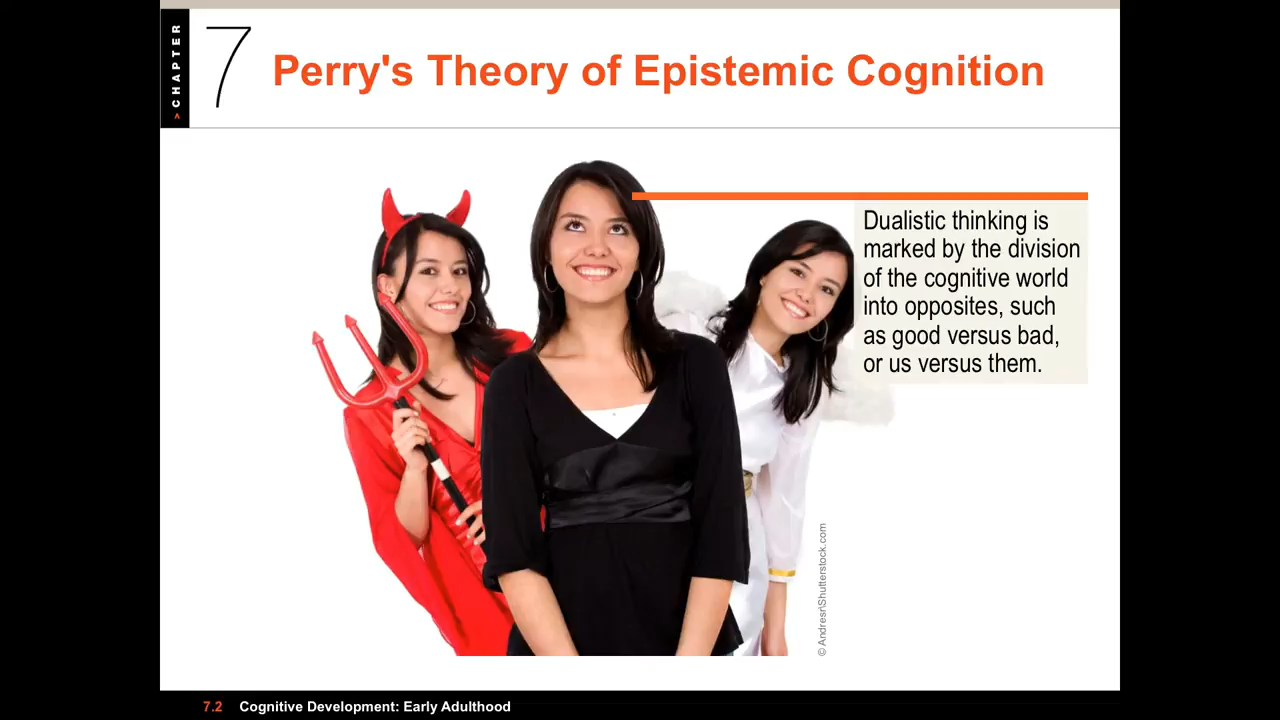 > CHAPTER
7
Perry's Theory of Epistemic Cognition
Dualistic thinking is
marked by the division
of the cognitive world
into opposites, such
as good versus bad,
or us versus them.
© Andresr\Shutterstock.com
7.2 Cognitive Development: Early Adulthood